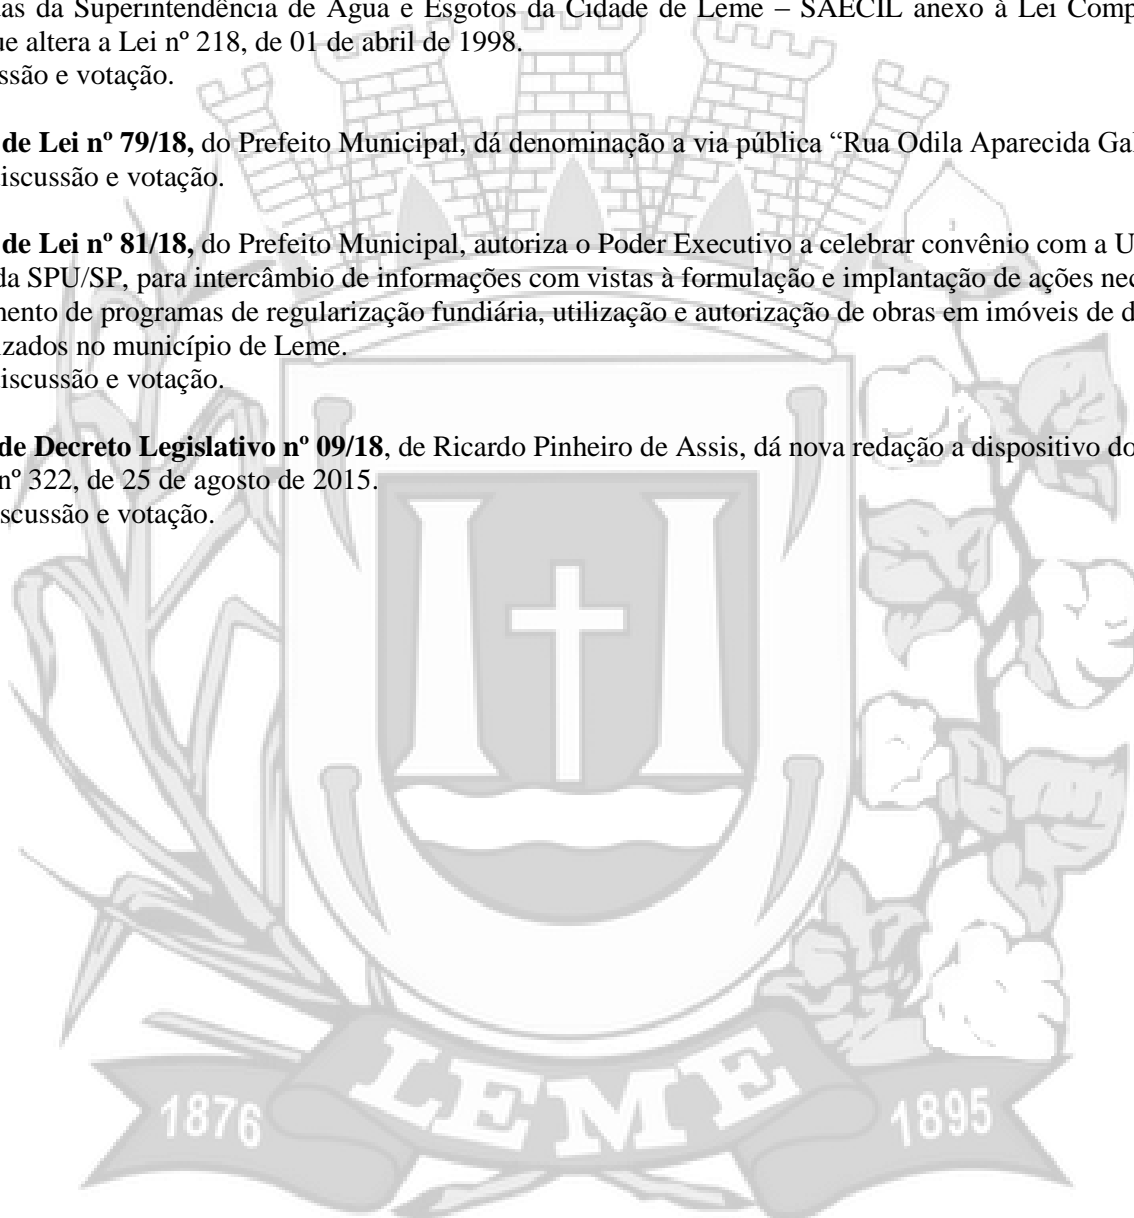 as da Superintendência de Água e Esgotos da Cidade de Leme – SAECIL anexo à Lei Comp
ue altera a Lei nº 218, de 01 de abril de 1998.
ssão e votação.
de Lei nº 79/18, do Prefeito Municipal, dá denominação a via pública “Rua Odila Aparecida Gal
iscussão e votação.
de Lei nº 81/18, do Prefeito Municipal, autoriza o Poder Executivo a celebrar convênio com a U
da SPU/SP, para intercâmbio de informações com vistas à formulação e implantação de ações nec
mento de programas de regularização fundiária, utilização e autorização de obras em imóveis de d
izados no município de Leme.
iscussão e votação.
de Decreto Legislativo nº 09/18, de Ricardo Pinheiro de Assis, dá nova redação a dispositivo do
nº 322, de 25 de agosto de 2015.
scussão e votação.
1876 LEME 1895